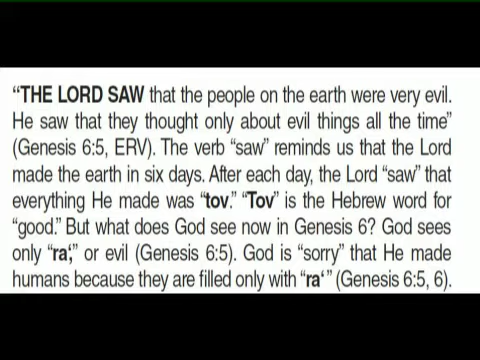 “THE LORD SAW that the people on the earth were very evil.
He saw that they thought only about evil things all the time”
(Genesis 6:5, ERV). The verb “saw” reminds us that the Lord
made the earth in six days. After each day, the Lord “saw” that
everything He made was “tov.” “Tov” is the Hebrew word for
“good.” But what does God see now in Genesis 6? God sees
only “ra‘,” or evil (Genesis 6:5). God is “sorry” that He made
humans because they are filled only with “ra‘” (Genesis 6:5, 6).